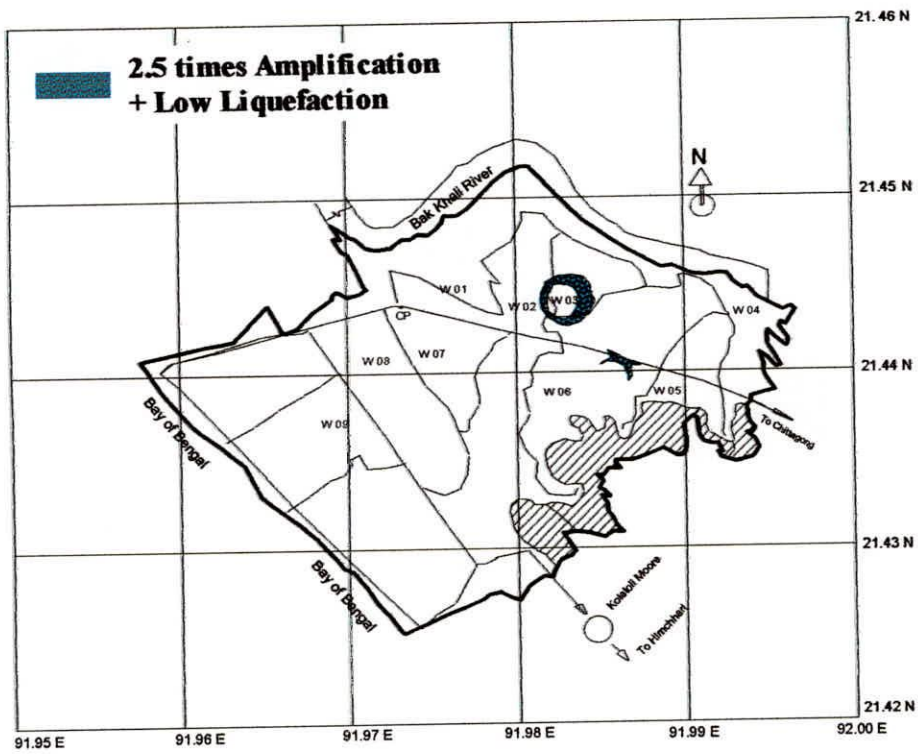 21.46 N
2.5 times Amplification
+ Low Liquefaction
N
21.45 N
Bak Khali River
W 01
W 02
W 03
W 04
CP
W 08
W 07
21.44 N
W 06
W 05
To Chittagong
W 09
Bay of Bengal
21.43 N
Bay of Bengal
Kolatoli Moore
To Himchhari
21.42 N
91.95 E
91.96 E
91.97 E
91.98 E
91.99 E
92.00 E